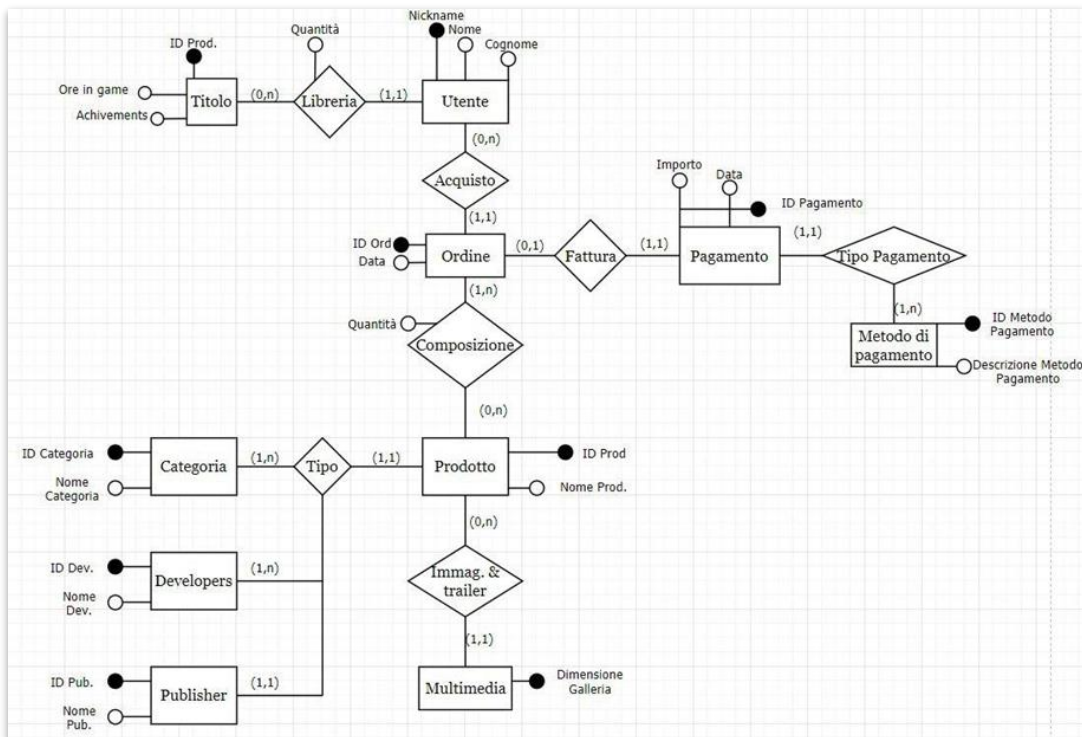 Nickname
Nome
Cognome
Quantità
ID Prod.
Ore in game
Achivements
Titolo
(0,n)
Libreria
(1,1)
Utente
(0,n)
Acquisto
(1,1)
Importo
Data
ID Pagamento
ID Ord
Data
Ordine
(0,1)
Fattura
(1,1)
Pagamento
(1,1)
Tipo Pagamento
(1,n)
(1,n)
Quantità
Composizione
Metodo di
pagamento
ID Metodo
Pagamento
Descrizione Metodo
Pagamento
(0,n)
ID Categoria
Nome
Categoria
Categoria
(1,n)
Tipo
(1,1)
Prodotto
ID Prod
Nome Prod.
(0,n)
ID Dev.
Nome
Dev.
Developers
(1,n)
Immag. &
trailer
(1,1)
ID Pub.
Nome
Pub.
Publisher
(1,1)
Multimedia
Dimensione
Galleria